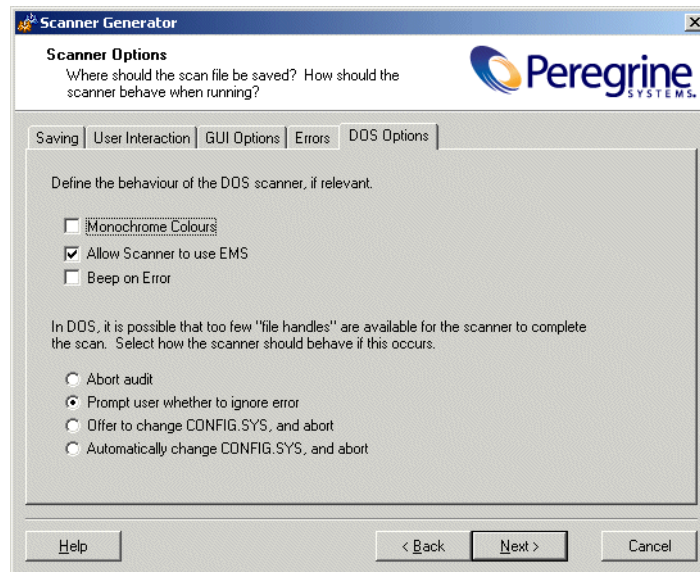 Scanner Generator
Scanner Options
Where should the scan file be saved? How should the
scanner behave when running?
Peregrine
SYSTEMS.
Saving
User Interaction
GUI Options
Errors
DOS Options
Define the behaviour of the DOS scanner, if relevant.
Monochrome Colours
Allow Scanner to use EMS
Beep on Error
In DOS, it is possible that too few "file handles" are available for the scanner to complete
the scan. Select how the scanner should behave if this occurs.
Abort audit
Prompt user whether to ignore error
Offer to change CONFIG.SYS, and abort
Automatically change CONFIG.SYS, and abort
Help
< Back
Next >
Cancel